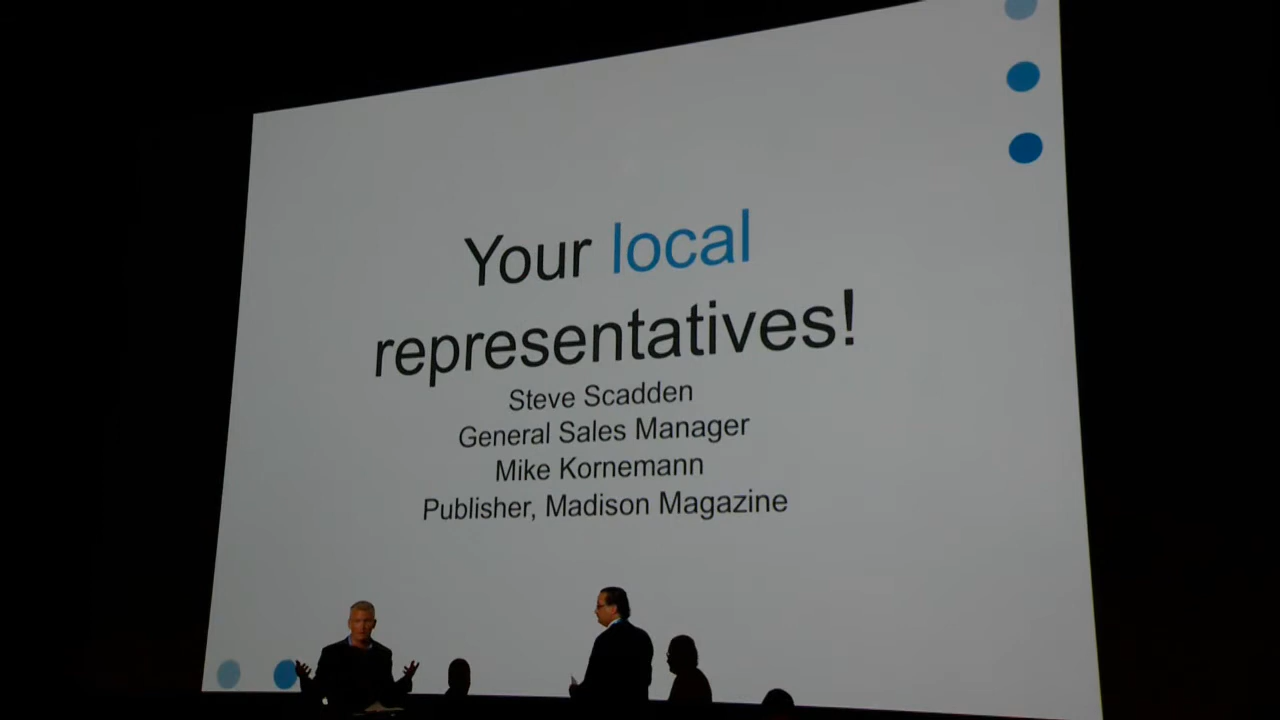 Your local
representatives!
Steve Scadden
General Sales Manager
Mike Kornemann
Publisher, Madison Magazine